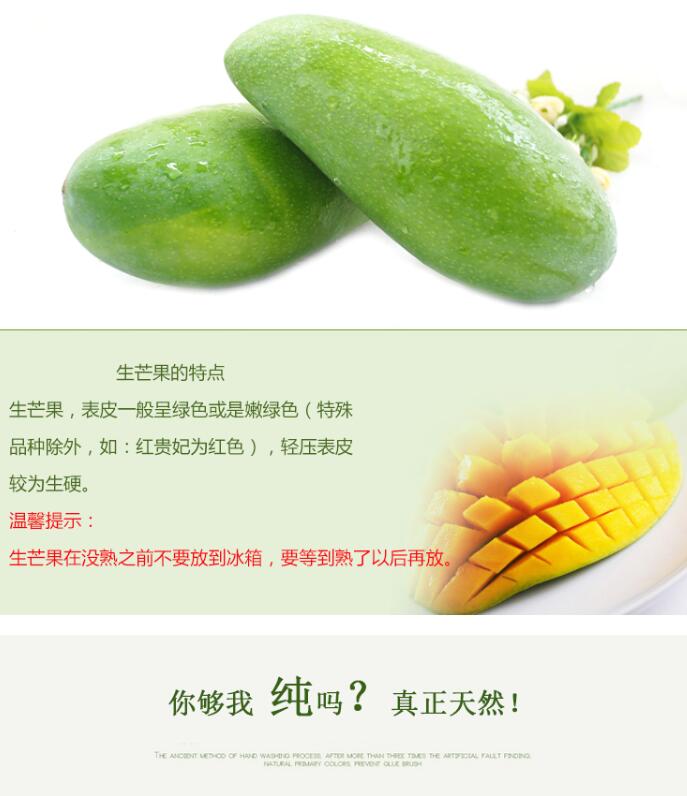 生芒果的特点
生芒果，表皮一般呈绿色或是嫩绿色（特殊
品种除外，如：红贵妃为红色），轻压表皮
较为生硬。
温馨提示：
生芒果在没熟之前不要放到冰箱，要等到熟了以后再放。
你够我 纯吗？真正天然！
THE ANCIENT METHOD OF HAND WASHING PROCESS, AFTER MORE THAN THREE TIMES THE ARTIFICIAL FAULT FINDING,
NATURAL PRIMARY COLORS, PREVENT GLUE BRUSH